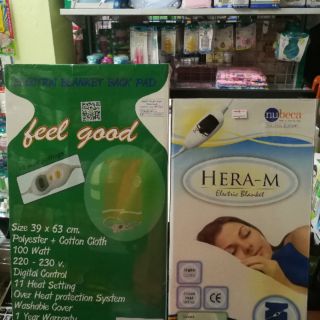 ELECTRIC BLANKET BACK PAD
feel good
Size 39 x 63 cm.
Polyester + Cotton Cloth
100 Watt
220 - 230 v.
Digital Control
11 Heat Setting
Over Heat protection System
Washable Cover
1 Year Warranty
nubeca
HERA-M
Electric Blanket
CE